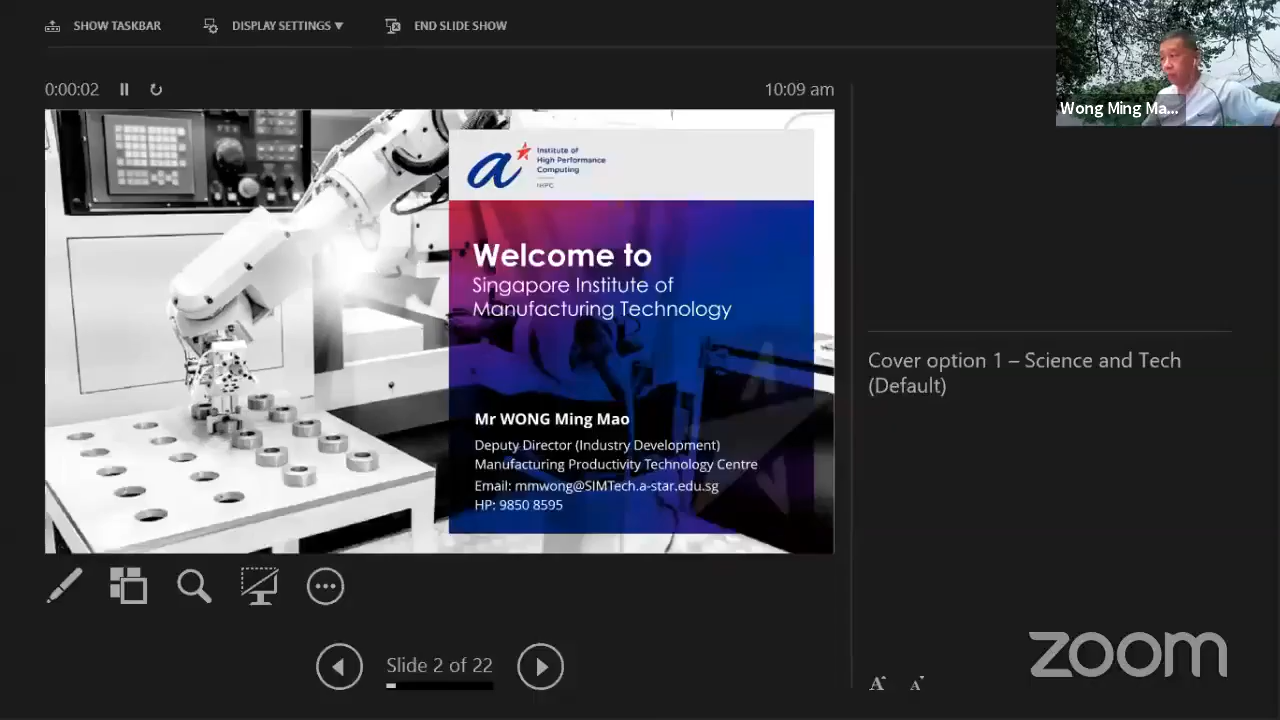 SHOW TASKBAR
DISPLAY SETTINGS ▼
END SLIDE SHOW
0:00:02
10:09 am
Wong Ming Ma...
a
Institute of
High Performance
Computing
IHPC
Welcome to
Singapore Institute of
Manufacturing Technology
Mr WONG Ming Mao
Deputy Director (Industry Development)
Manufacturing Productivity Technology Centre
Email: mmwong@SIMTech.a-star.edu.sg
HP: 9850 8595
Cover option 1 – Science and Tech
(Default)
Slide 2 of 22
A A
zoom